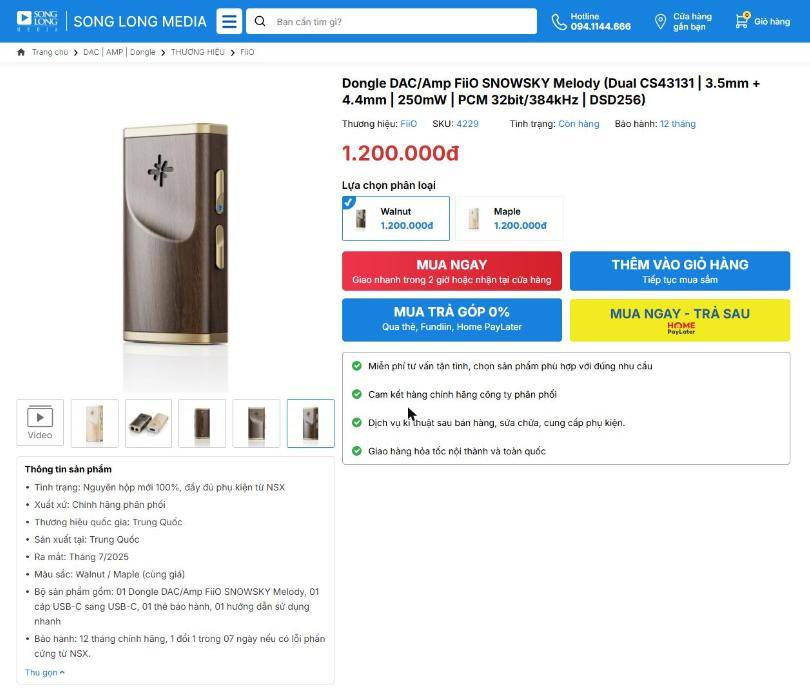 SONG LONG MEDIA
SONG LONG MEDIA
Bạn cần tìm gì?
Hotline
094.1144.666
Cửa hàng
gần bạn
0
Giỏ hàng
Trang chủ > DAC | AMP | Dongle > THƯƠNG HIỆU > FiiO
Dongle DAC/Amp FiiO SNOWSKY Melody (Dual CS43131 | 3.5mm +
4.4mm | 250mW | PCM 32bit/384kHz | DSD256)
Thương hiệu: FiiO SKU: 4229 Tình trạng: Còn hàng Bảo hành: 12 tháng
1.200.000đ
Lựa chọn phân loại
Walnut
1.200.000đ
Maple
1.200.000đ
MUA NGAY
Giao nhanh trong 2 giờ hoặc nhận tại cửa hàng
THÊM VÀO GIỎ HÀNG
Tiếp tục mua sắm
MUA TRẢ GÓP 0%
Qua thẻ, Fundiin, Home PayLater
MUA NGAY - TRẢ SAU
HOME
PayLater
Miễn phí tư vấn tận tình, chọn sản phẩm phù hợp với đúng nhu cầu
Cam kết hàng chính hãng công ty phân phối
Dịch vụ kĩ thuật sau bán hàng, sửa chữa, cung cấp phụ kiện.
Giao hàng hỏa tốc nội thành và toàn quốc
Video
Thông tin sản phẩm
• Tình trạng: Nguyên hộp mới 100%, đầy đủ phụ kiện từ NSX
• Xuất xứ: Chính hãng phân phối
• Thương hiệu quốc gia: Trung Quốc
• Sản xuất tại: Trung Quốc
• Ra mắt: Tháng 7/2025
• Màu sắc: Walnut / Maple (cùng giá)
• Bộ sản phẩm gồm: 01 Dongle DAC/Amp FiiO SNOWSKY Melody, 01
cáp USB-C sang USB-C, 01 thẻ bảo hành, 01 hướng dẫn sử dụng
nhanh
• Bảo hành: 12 tháng chính hãng, 1 đổi 1 trong 07 ngày nếu có lỗi phần
cứng từ NSX.
Thu gọn